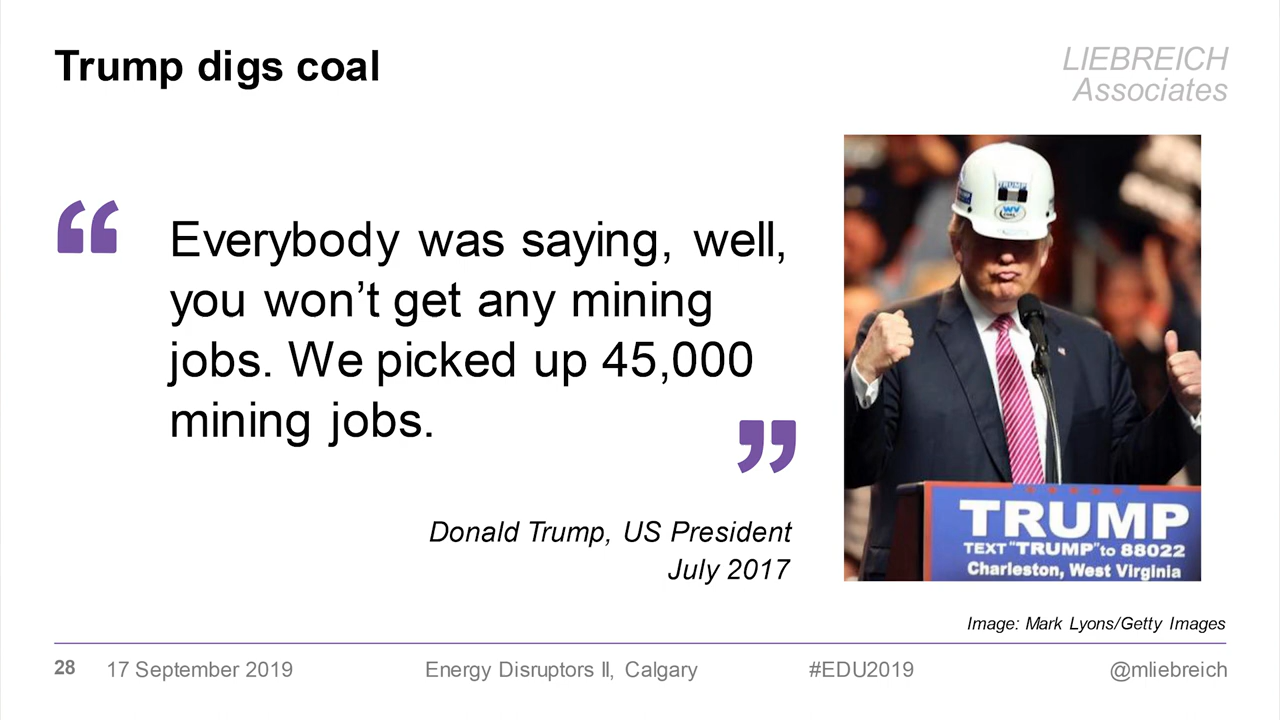 Trump digs coal
LIEBREICH
Associates
“
Everybody was saying, well,
you won’t get any mining
jobs. We picked up 45,000
mining jobs.
”
Donald Trump, US President
July 2017
TRUMP
TRUMP
TEXT "TRUMP" to 88022
Charleston, West Virginia
Image: Mark Lyons/Getty Images
28
17 September 2019
Energy Disruptors II, Calgary
#EDU2019
@mliebreich